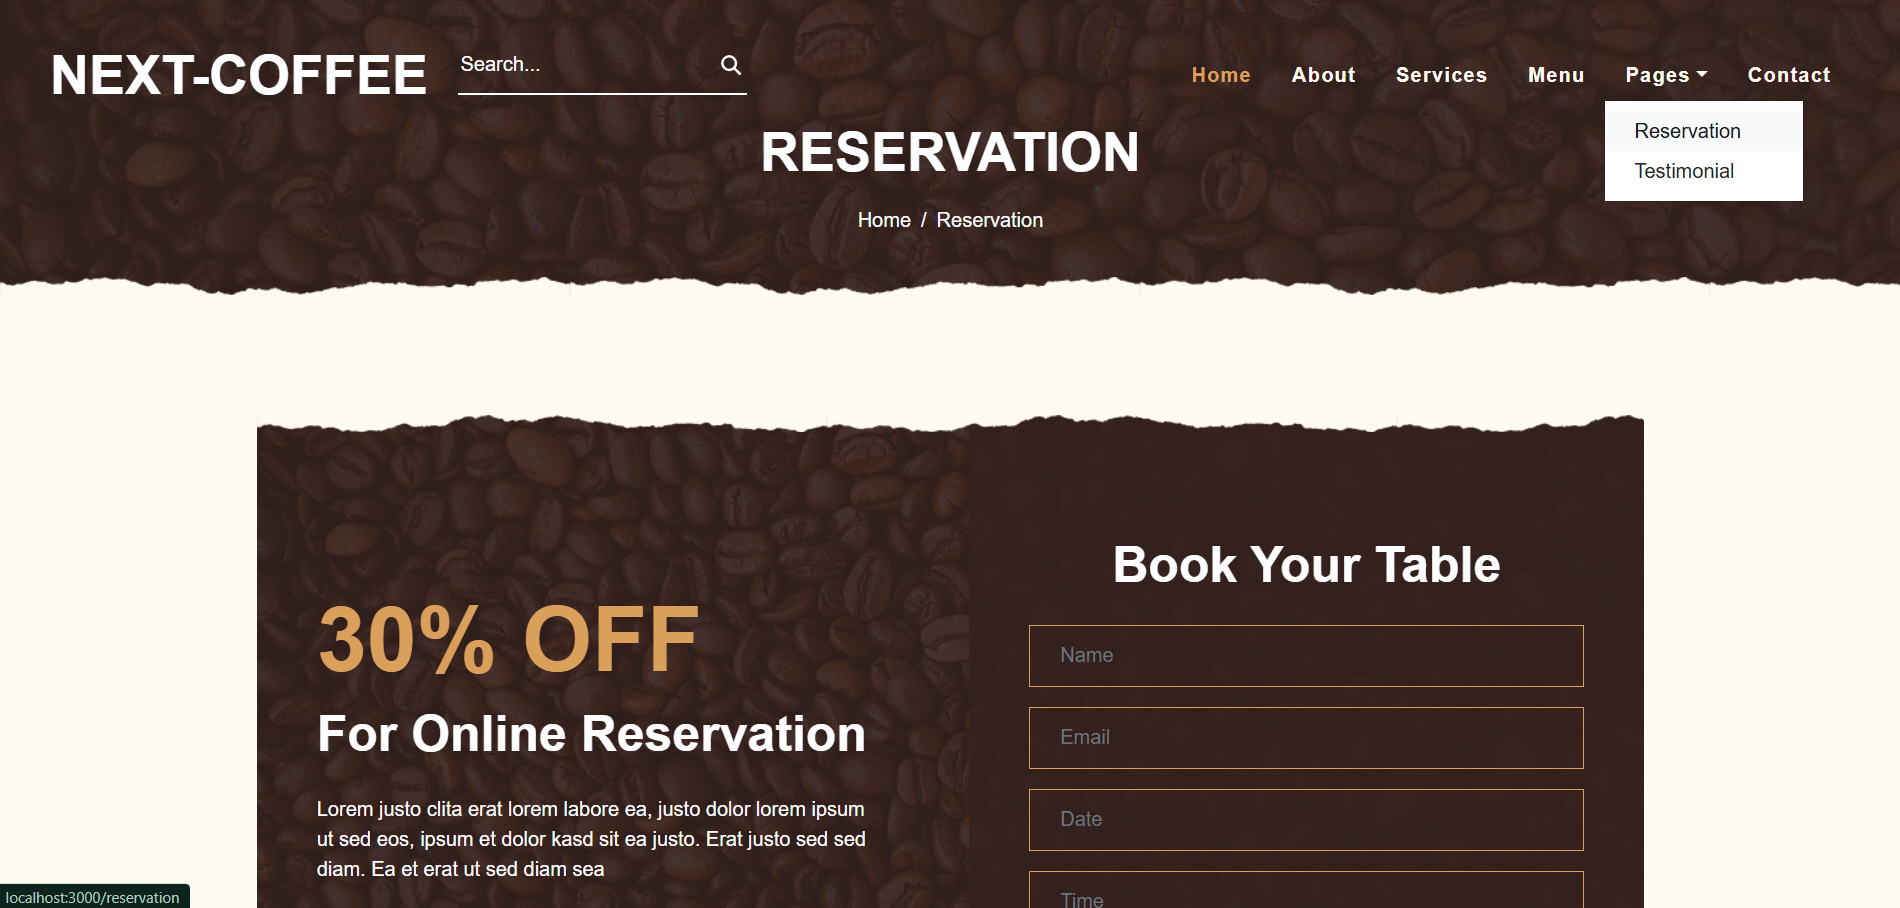 NEXT-COFFEE
Search...
Home About Services Menu Pages Contact
Reservation
Testimonial
RESERVATION
Home / Reservation
30% OFF
For Online Reservation
Lorem justo clita erat lorem labore ea, justo dolor lorem ipsum
ut sed eos, ipsum et dolor kasd sit ea justo. Erat justo sed sed
diam. Ea et erat ut sed diam sea
Book Your Table
Name
Email
Date
Time
localhost:3000/reservation